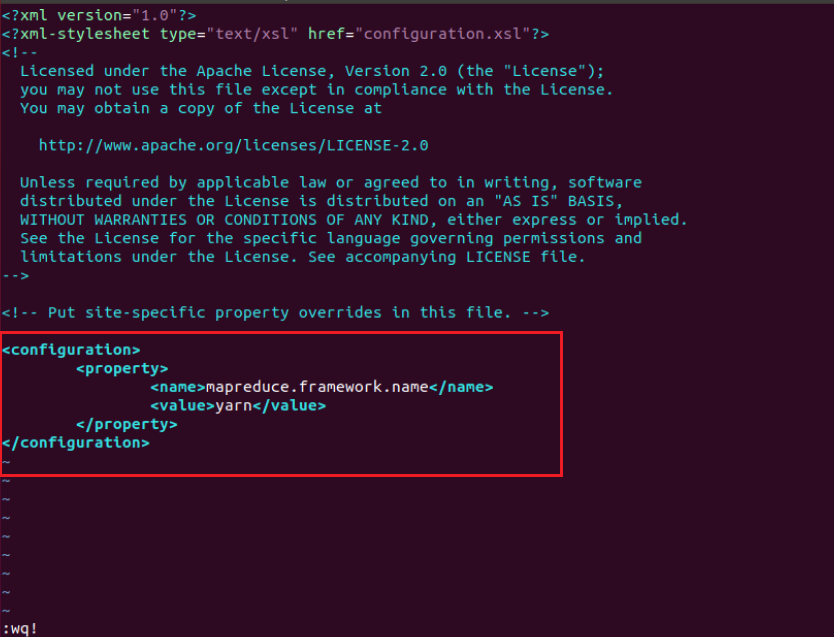 <?xml version="1.0"?>
<?xml-stylesheet type="text/xsl" href="configuration.xsl"?>
<!--
  Licensed under the Apache License, Version 2.0 (the "License");
  you may not use this file except in compliance with the License.
  You may obtain a copy of the License at

    http://www.apache.org/licenses/LICENSE-2.0

  Unless required by applicable law or agreed to in writing, software
  distributed under the License is distributed on an "AS IS" BASIS,
  WITHOUT WARRANTIES OR CONDITIONS OF ANY KIND, either express or implied.
  See the License for the specific language governing permissions and
  limitations under the License. See accompanying LICENSE file.
-->

<!-- Put site-specific property overrides in this file. -->

<configuration>
        <property>
                <name>mapreduce.framework.name</name>
                <value>yarn</value>
        </property>
</configuration>
~
~
~
~
~
~
~
~
~
:wq!